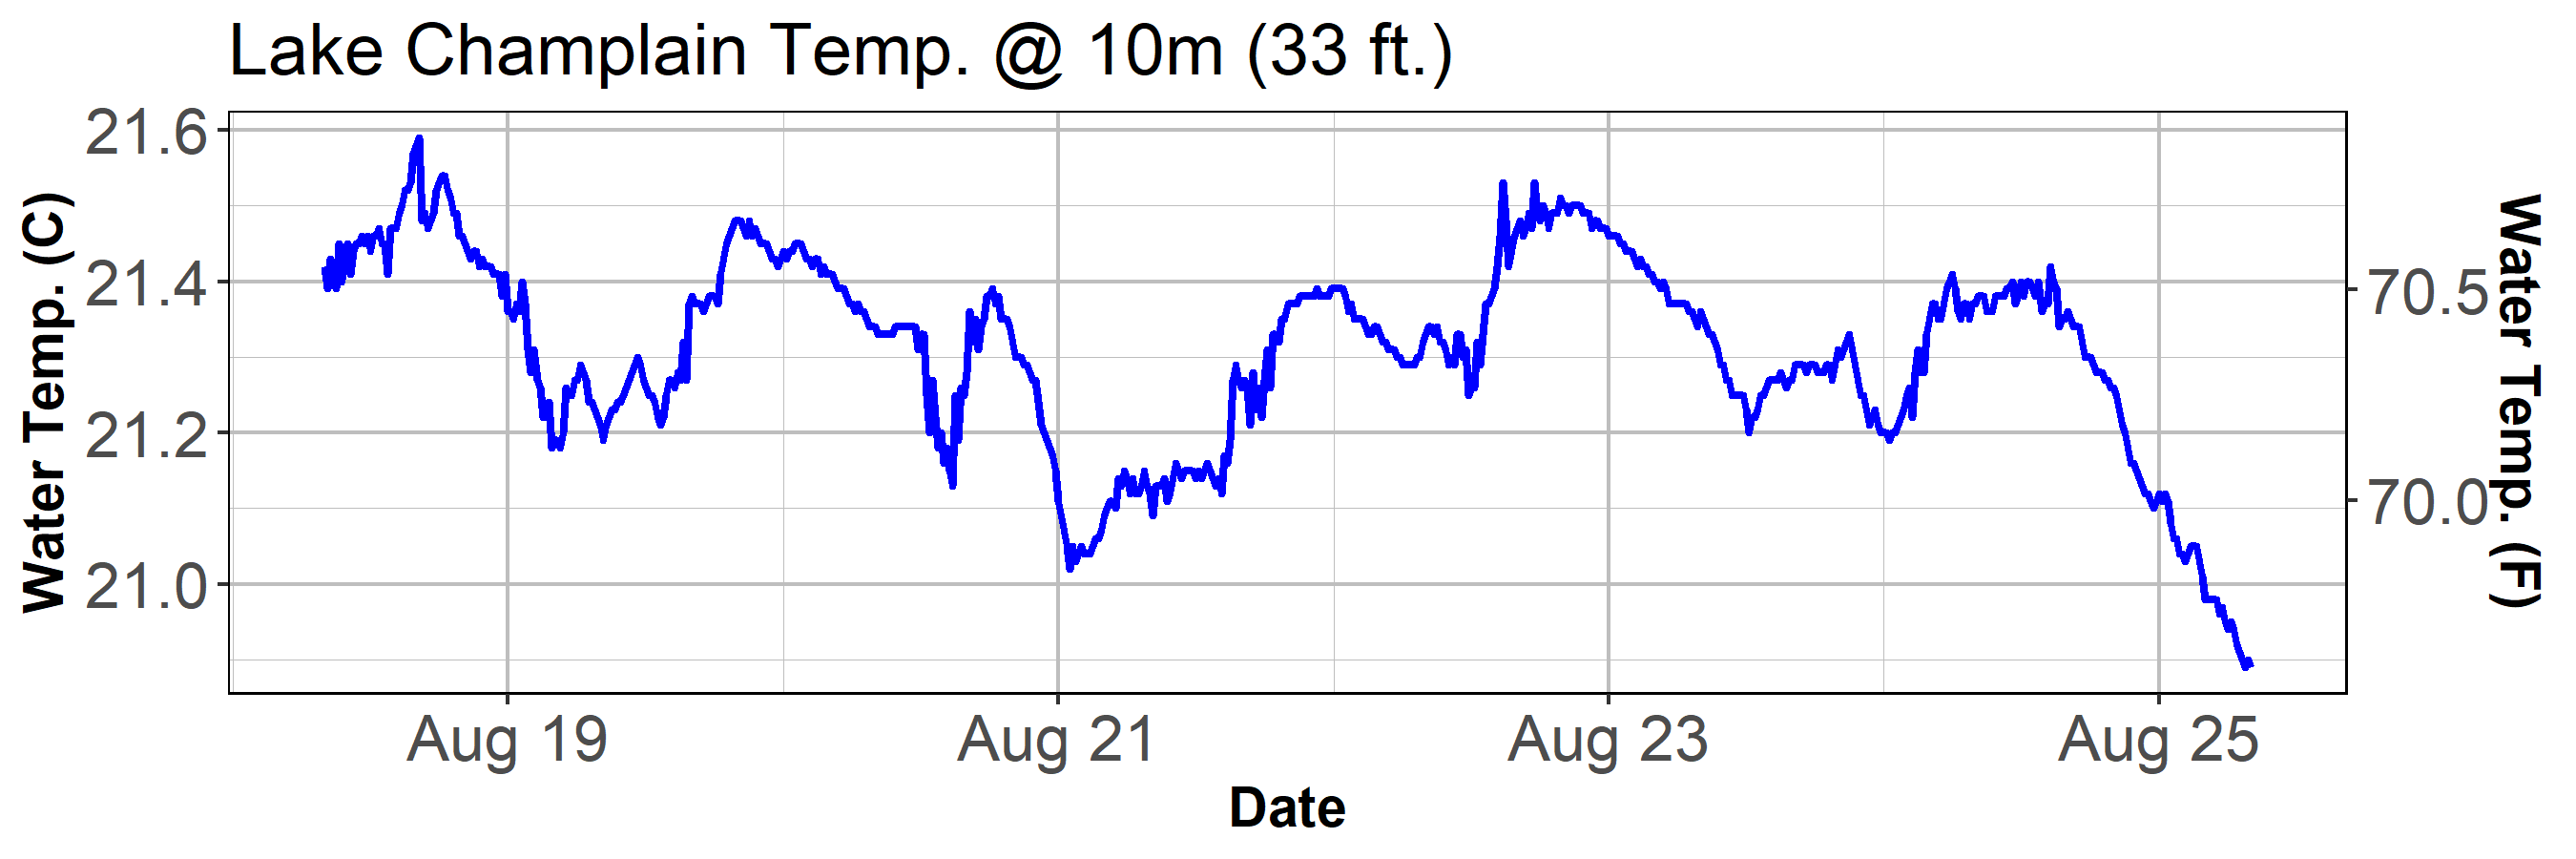 Lake Champlain Temp. @ 10m (33 ft.)
Water Temp. (C)
21.6
21.4
21.2
21.0
70.5
70.0
Water Temp. (F)
Aug 19
Aug 21
Aug 23
Aug 25
Date